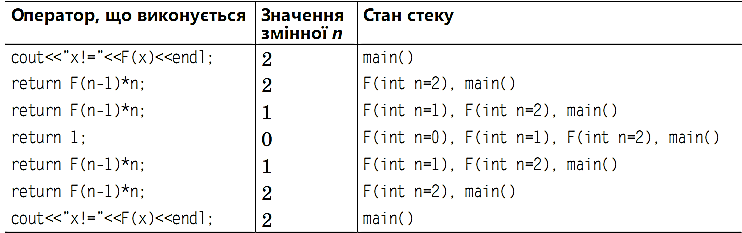 Оператор, що виконується Значення змінної n Стан стеку
cout<<"x!="<<F(x)<<endl; 2 main()
return F(n-1)*n; 2 F(int n=2), main()
return F(n-1)*n; 1 F(int n=1), F(int n=2), main()
return 1; 0 F(int n=0), F(int n=1), F(int n=2), main()
return F(n-1)*n; 1 F(int n=1), F(int n=2), main()
return F(n-1)*n; 2 F(int n=2), main()
cout<<"x!="<<F(x)<<endl; 2 main()